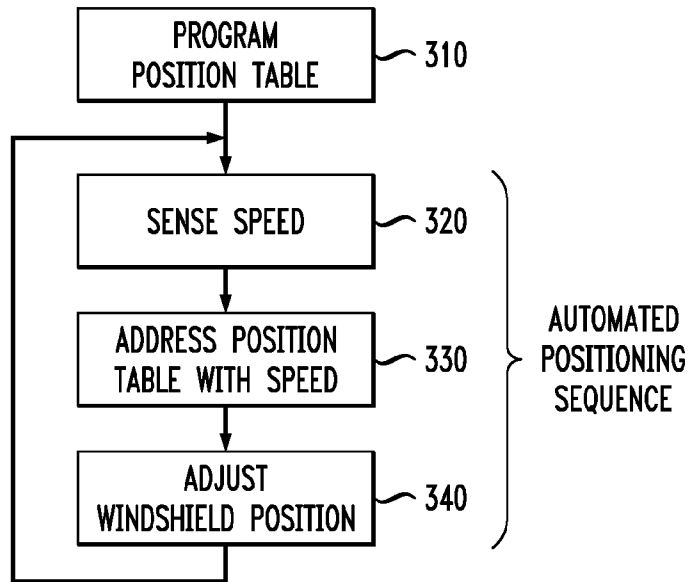 PROGRAM
POSITION TABLE
310
SENSE SPEED
320
ADDRESS POSITION
TABLE WITH SPEED
330
ADJUST
WINDSHIELD POSITION
340
AUTOMATED
POSITIONING
SEQUENCE